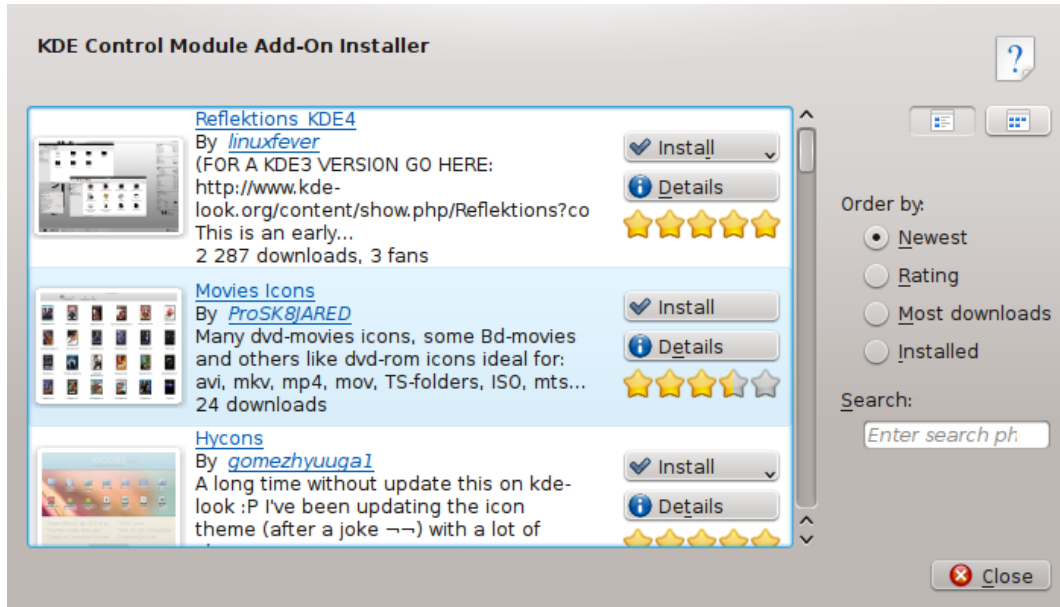 KDE Control Module Add-On Installer
Reflektions KDE4
By linuxfever
(FOR A KDE3 VERSION GO HERE:
http://www.kde-
look.org/content/show.php/Reflektions?co
This is an early...
2 287 downloads, 3 fans
Install
Details
Movies Icons
By ProSK8JARED
Many dvd-movies icons, some Bd-movies
and others like dvd-rom icons ideal for:
avi, mkv, mp4, mov, TS-folders, ISO, mts...
24 downloads
Install
Details
Hycons
By gomezhyuuga1
A long time without update this on kde-
look :P I've been updating the icon
theme (after a joke ¬¬) with a lot of
Install
Details
Order by:
Newest
Rating
Most downloads
Installed
Search:
Enter search ph
Close